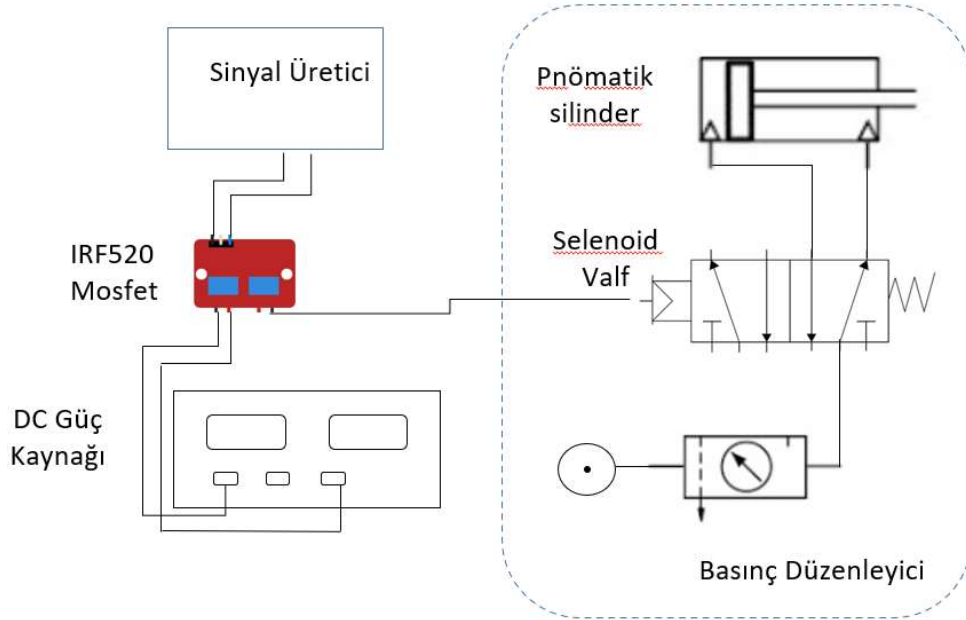 Sinyal Üretici
Pnömatik
silinder
IRF520
Mosfet
Selenoid
Valf
DC Güç
Kaynağı
Basınç Düzenleyici